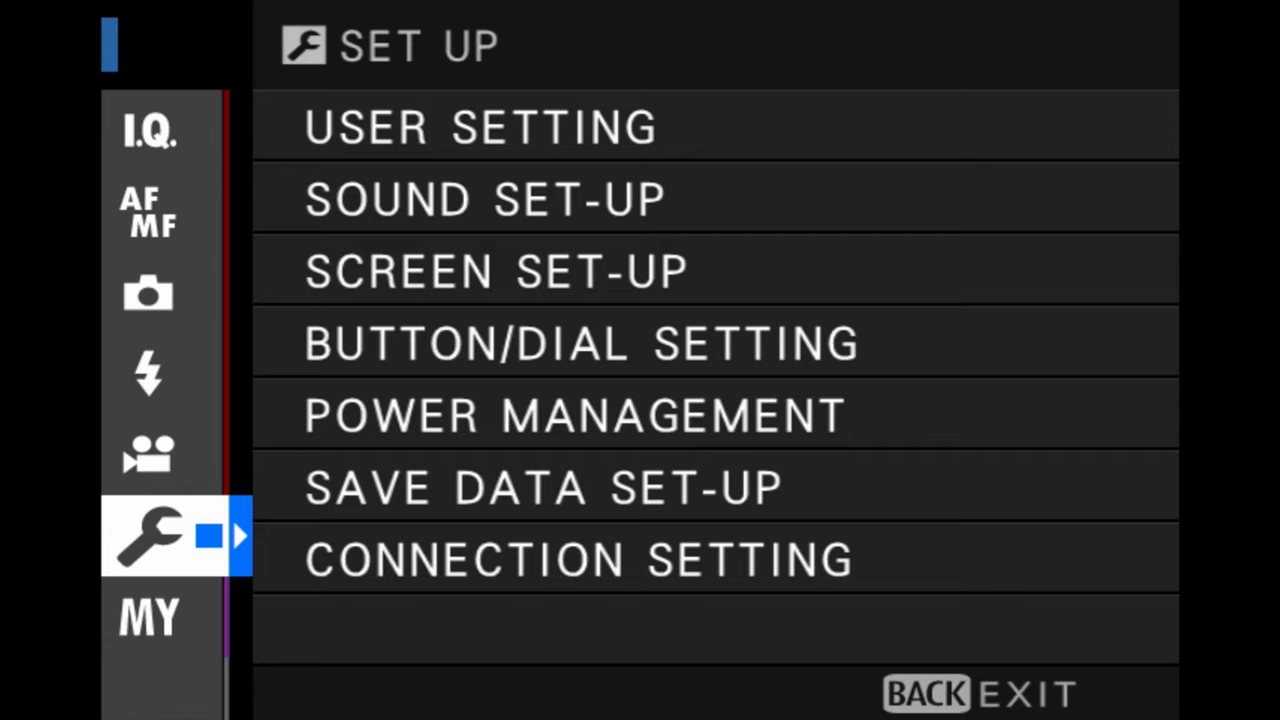 SET UP
I.Q.
AF
MF
MY
USER SETTING
SOUND SET-UP
SCREEN SET-UP
BUTTON/DIAL SETTING
POWER MANAGEMENT
SAVE DATA SET-UP
CONNECTION SETTING
BACK EXIT